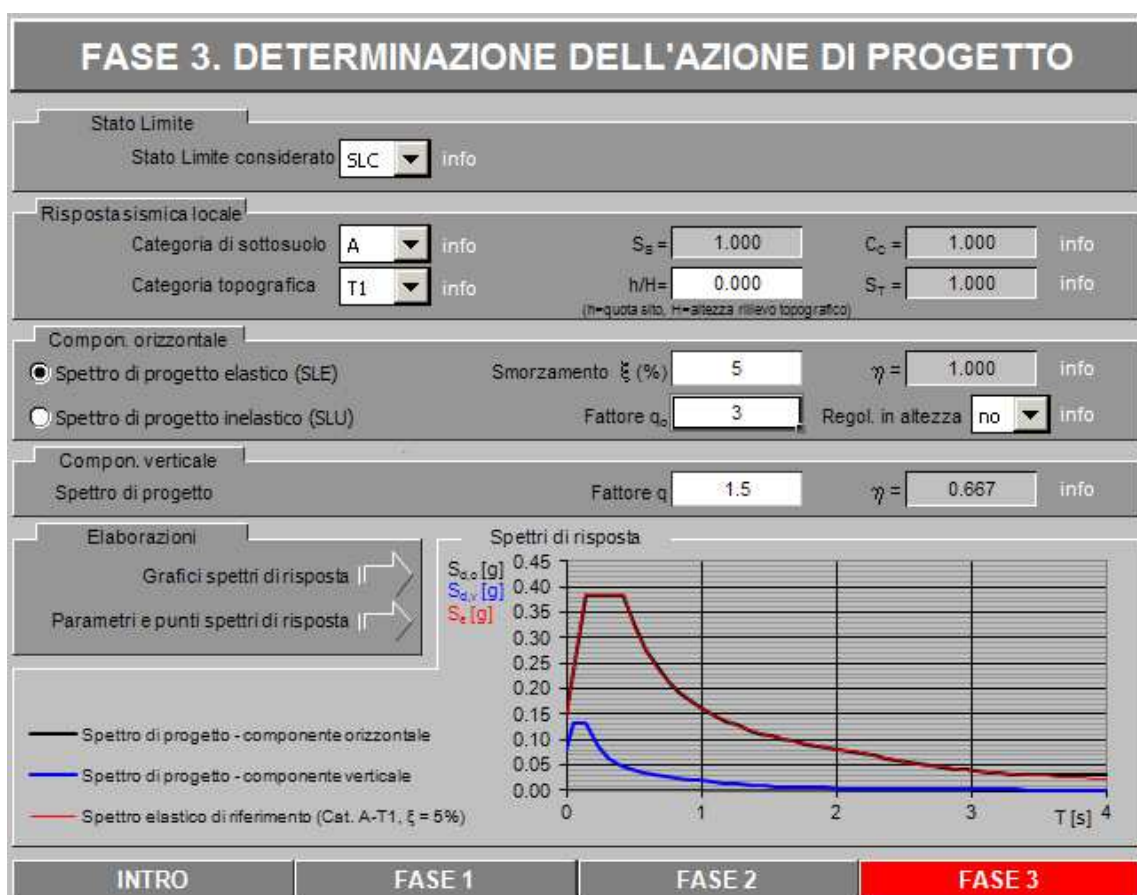 FASE 3. DETERMINAZIONE DELL'AZIONE DI PROGETTO
Stato Limite
Stato Limite considerato SLC info
Risposta sismica locale
Categoria di sottosuolo A info S_S = 1.000 C_C = 1.000 info
Categoria topografica T1 info h/H= 0.000 S_T = 1.000 info
(h=quota sito, H=altezza rilievo topografico)
Compon. orizzontale
Spettro di progetto elastico (SLE) Smorzamento ξ (%) 5 η = 1.000 info
Spettro di progetto inelastico (SLU) Fattore q_o 3 Regol. in altezza no info
Compon. verticale
Spettro di progetto Fattore q 1.5 η = 0.667 info
Elaborazioni
Grafici spettri di risposta
Parametri e punti spettri di risposta
Spettri di risposta
S_d,o [g]
S_d,v [g]
S_e [g]
0.45
0.40
0.35
0.30
0.25
0.20
0.15
0.10
0.05
0.00
0 1 2 3 T [s] 4
Spettro di progetto - componente orizzontale
Spettro di progetto - componente verticale
Spettro elastico di riferimento (Cat. A-T1, ξ = 5%)
INTRO FASE 1 FASE 2 FASE 3